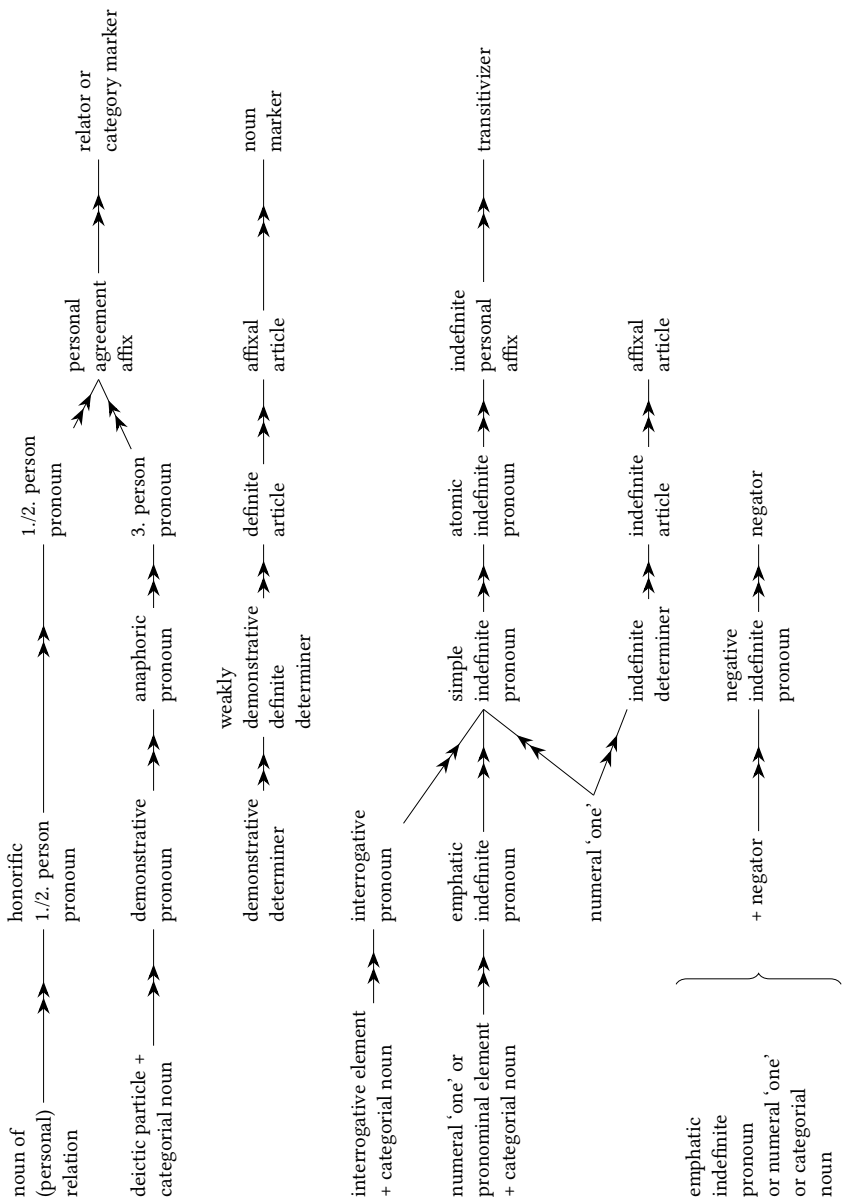 noun of
(personal)
relation
honorific
1./2. person
pronoun
1./2. person
pronoun
personal
agreement
affix
relator or
category marker
deictic particle +
categorial noun
demonstrative
pronoun
anaphoric
pronoun
3. person
pronoun
demonstrative
determiner
weakly
demonstrative
definite
determiner
definite
article
affixal
article
noun
marker
interrogative element
+ categorial noun
interrogative
pronoun
numeral ‘one’ or
pronominal element
+ categorial noun
emphatic
indefinite
pronoun
simple
indefinite
pronoun
atomic
indefinite
pronoun
indefinite
personal
affix
transitivizer
numeral ‘one’
indefinite
determiner
indefinite
article
affixal
article
emphatic
indefinite
pronoun
or numeral ‘one’
or categorial
noun
+ negator
negative
indefinite
pronoun
negator